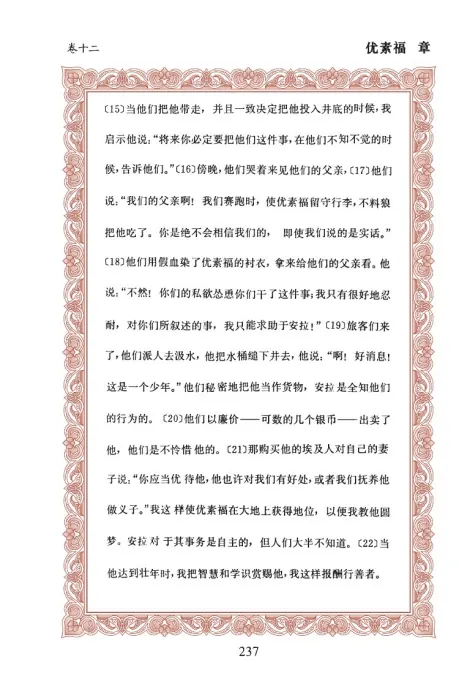 卷十二
优素福 章
〔15〕当他们把他带走，并且一致决定把他投入井底的时候，我
启示他说：“将来你必定要把他们这件事，在他们不知不觉的时
候，告诉他们。”〔16〕傍晚，他们哭着来见他们的父亲，〔17〕他们
说：“我们的父亲啊！我们赛跑时，使优素福留守行李，不料狼
把他吃了。你是绝不会相信我们的，即使我们说的是实话。”
〔18〕他们用假血染了优素福的衬衣，拿来给他们的父亲看。他
说：“不然！你们的私欲怂恿你们干了这件事；我只有很好地忍
耐，对你们所叙述的事，我只能求助于安拉！”〔19〕旅客们来
了，他们派人去汲水，他把水桶缒下井去，他说：“啊！好消息！
这是一个少年。”他们秘密地把他当作货物，安拉是全知他们
的行为的。〔20〕他们以廉价——可数的几个银币——出卖了
他，他们是不怜惜他的。〔21〕那购买他的埃及人对自己的妻
子说：“你应当优待他，他也许对我们有好处，或者我们抚养他
做义子。”我这样使优素福在大地上获得地位，以便我教他圆
梦。安拉对于其事务是自主的，但人们大半不知道。〔22〕当
他达到壮年时，我把智慧和学识赏赐他，我这样报酬行善者。
237